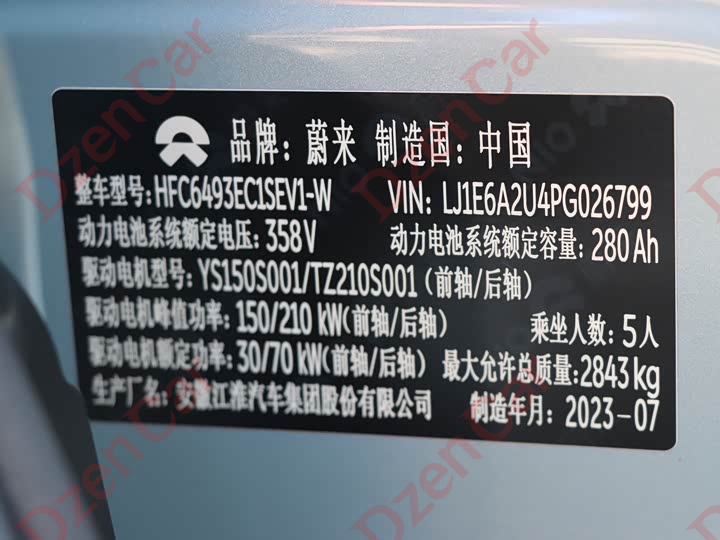 品牌：蔚来 制造国：中国
整车型号：HFC6493EC1SEV1-W VIN: LJ1E6A2U4PG026799
动力电池系统额定电压：358V 动力电池系统额定容量：280Ah
驱动电机型号：YS150S001/TZ210S001（前轴/后轴）
驱动电机峰值功率：150/210 kW（前轴/后轴） 乘坐人数：5人
驱动电机额定功率：30/70 kW（前轴/后轴） 最大允许总质量：2843kg
生产厂名：安徽江淮汽车集团股份有限公司 制造年月：2023-07
DzenCar
DzenCar
DzenCar
DzenCar
DzenCar
DzenCar